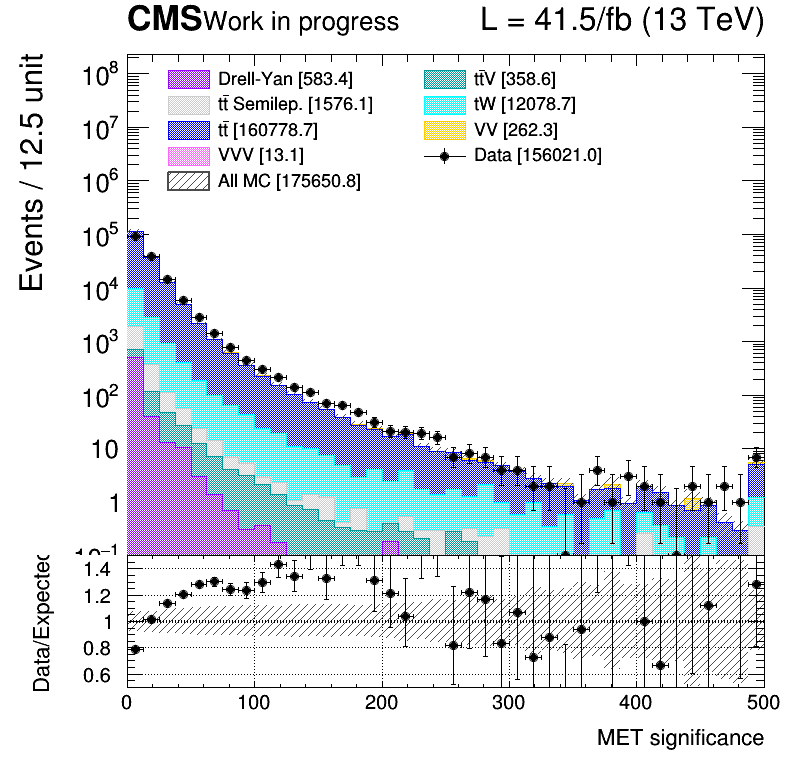 CMS Work in progress L = 41.5/fb (13 TeV)
Events / 12.5 unit
10⁸
10⁷
10⁶
10⁵
10⁴
10³
10²
10
1
10⁻¹
Drell-Yan [583.4]
tt̄ Semilep. [1576.1]
tt̄ [160778.7]
VVV [13.1]
All MC [175650.8]
tt̄V [358.6]
tW [12078.7]
VV [262.3]
Data [156021.0]
Data/Expected
1.4
1.2
1
0.8
0.6
0 100 200 300 400 500
MET significance